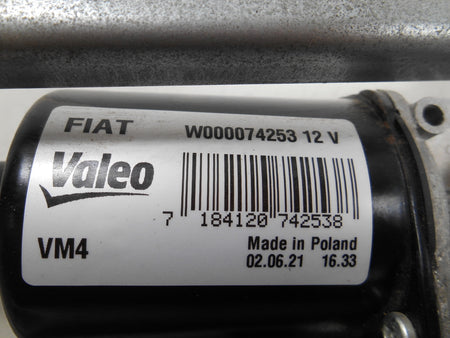 FIAT W000074253 12 V
Valeo
7 184120 742538
VM4 Made in Poland
02.06.21 16.33